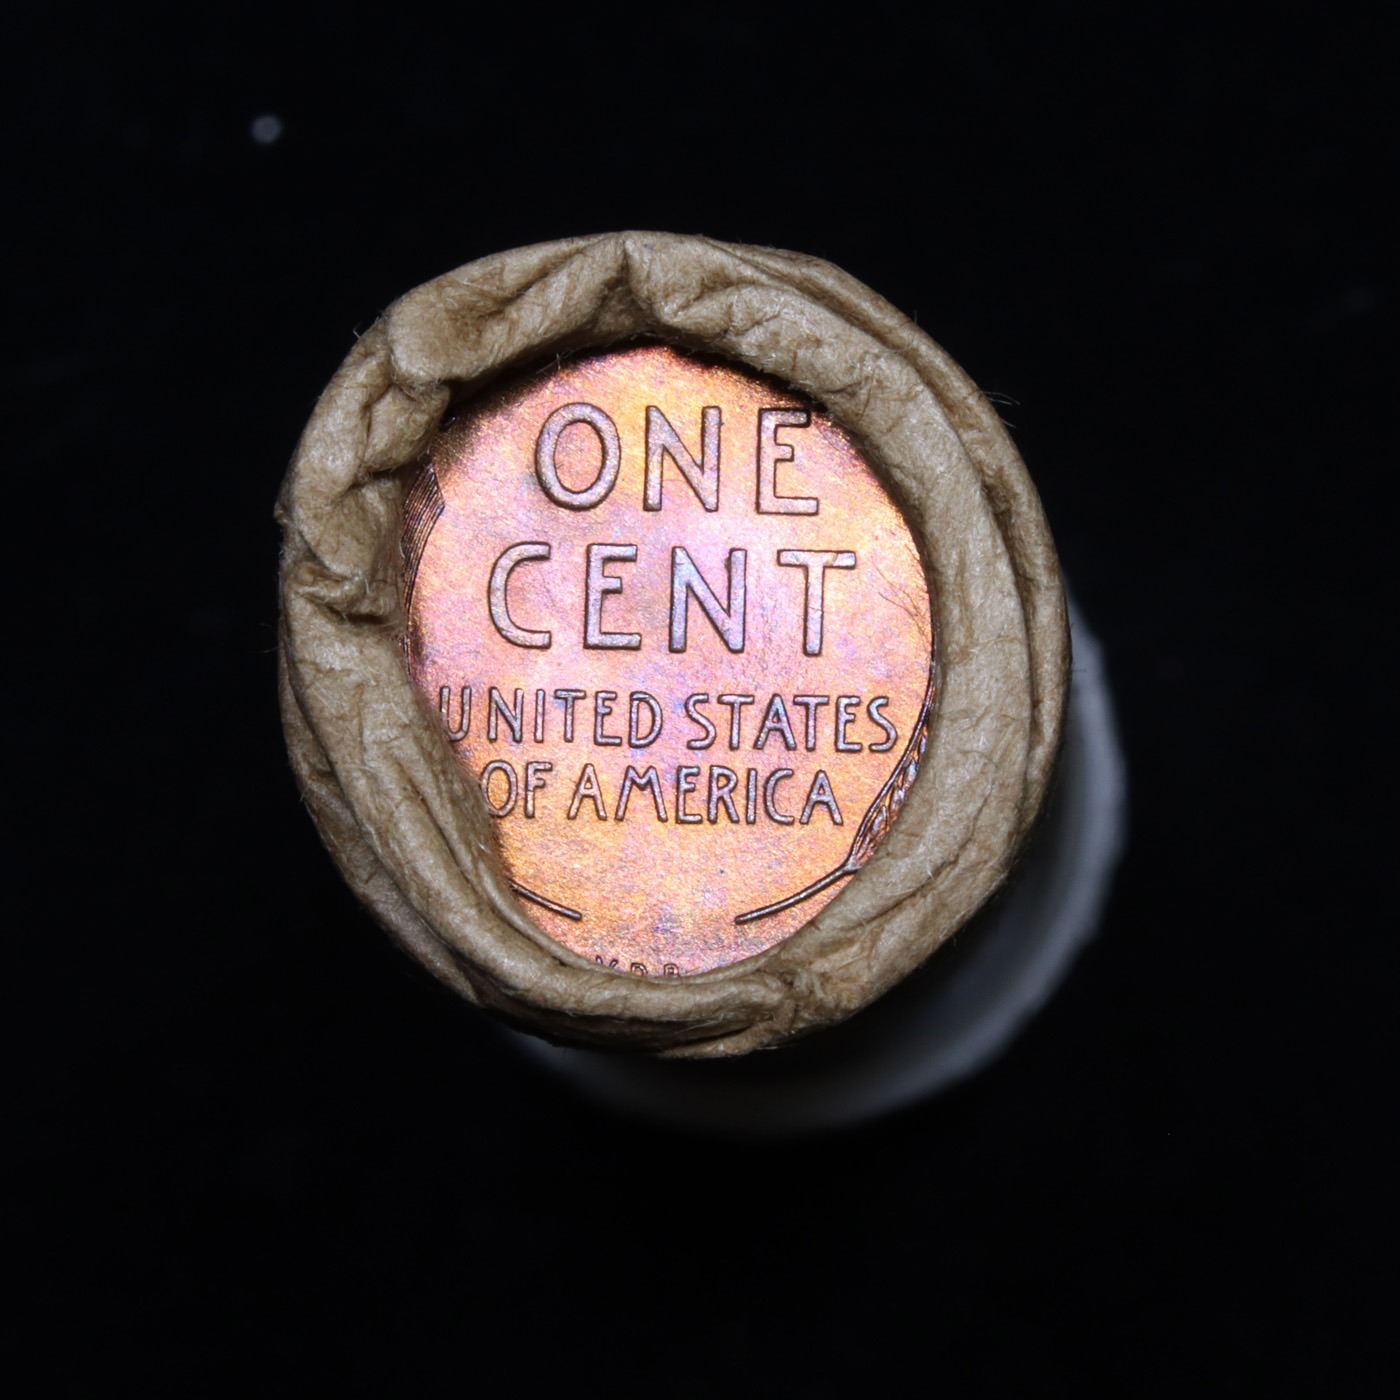 ONE
CENT
UNITED STATES
OF AMERICA
V.D.B.